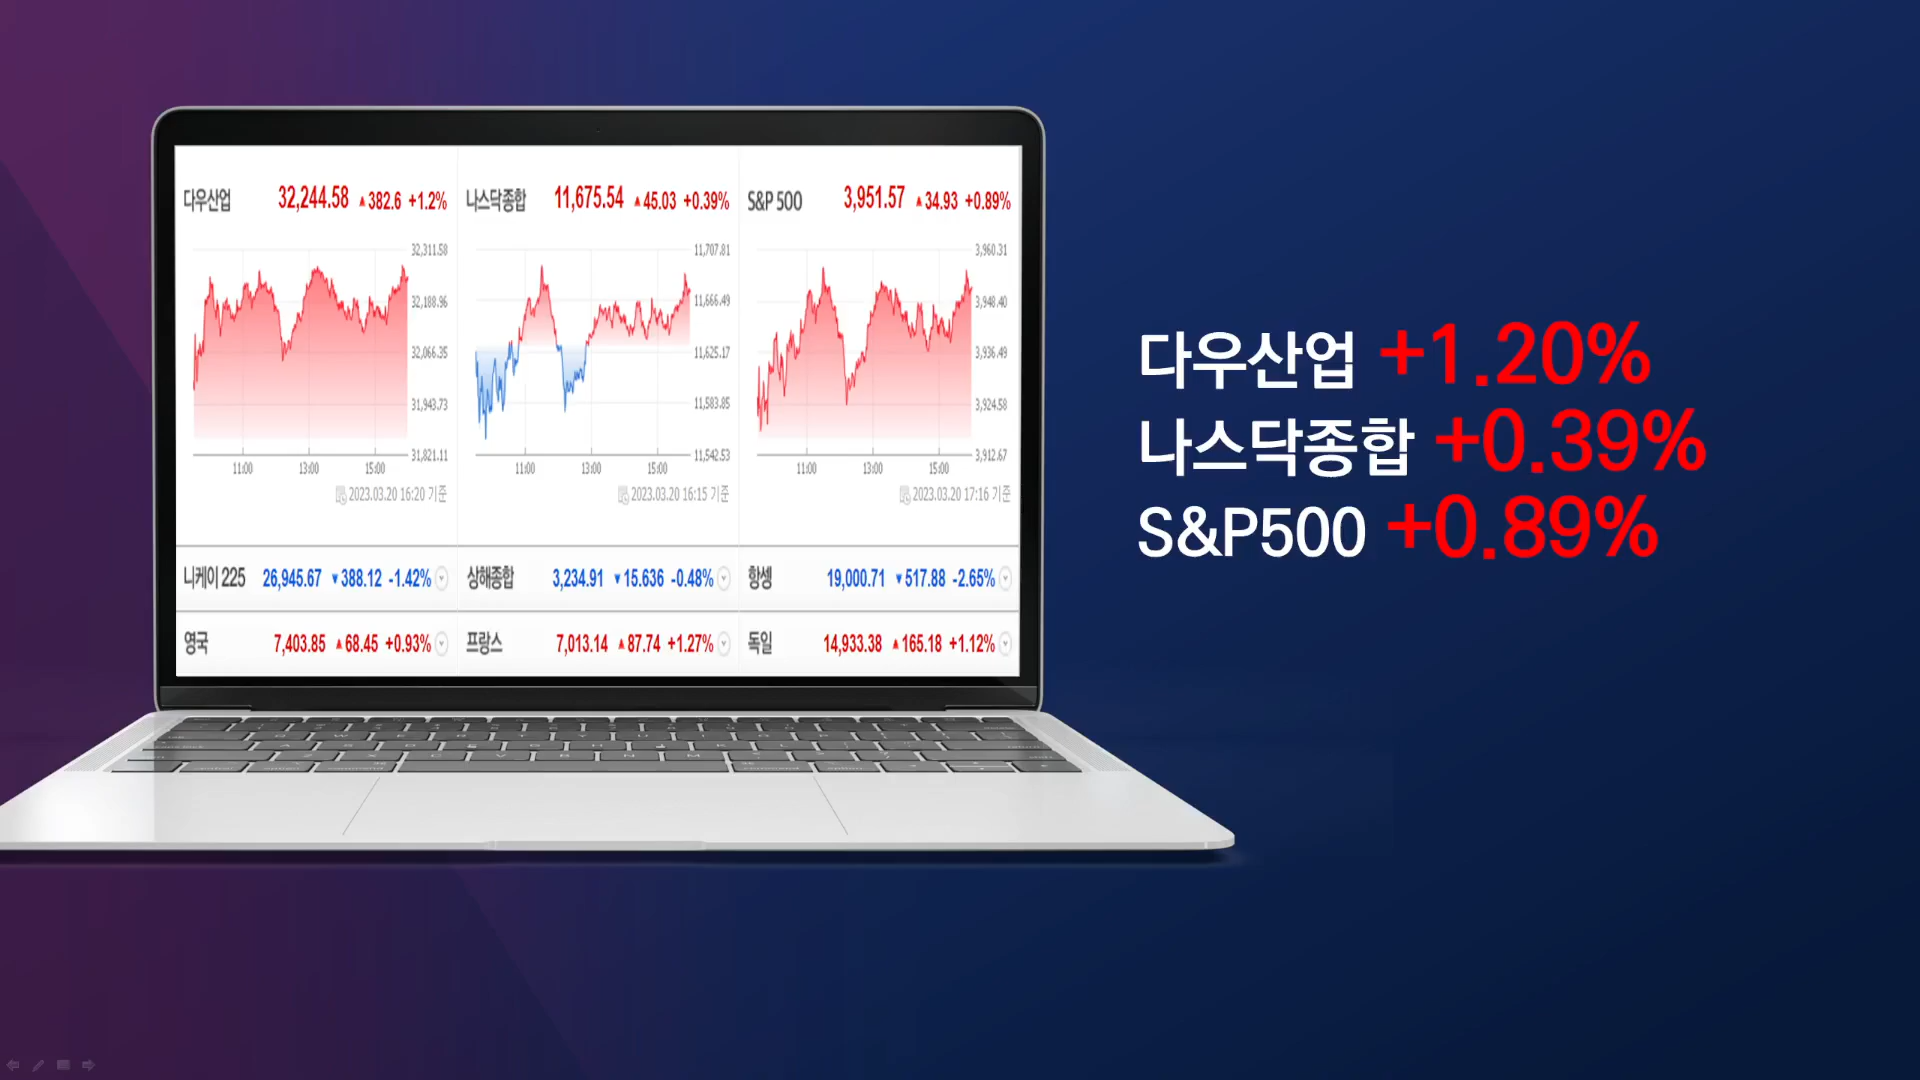 다우산업 32,244.58 ▲382.6 +1.2%
32,311.58
32,188.96
32,066.35
31,943.73
31,821.11
11:00 13:00 15:00
2023.03.20 16:20 기준
나스닥종합 11,675.54 ▲45.03 +0.39%
11,707.81
11,666.49
11,625.17
11,583.85
11,542.53
11:00 13:00 15:00
2023.03.20 16:15 기준
S&P 500 3,951.57 ▲34.93 +0.89%
3,960.31
3,948.40
3,936.49
3,924.58
3,912.67
11:00 13:00 15:00
2023.03.20 17:16 기준
니케이 225 26,945.67 ▼388.12 -1.42%
상해종합 3,234.91 ▼15.636 -0.48%
항셍 19,000.71 ▼517.88 -2.65%
영국 7,403.85 ▲68.45 +0.93%
프랑스 7,013.14 ▲87.74 +1.27%
독일 14,933.38 ▲165.18 +1.12%
다우산업 +1.20%
나스닥종합 +0.39%
S&P500 +0.89%